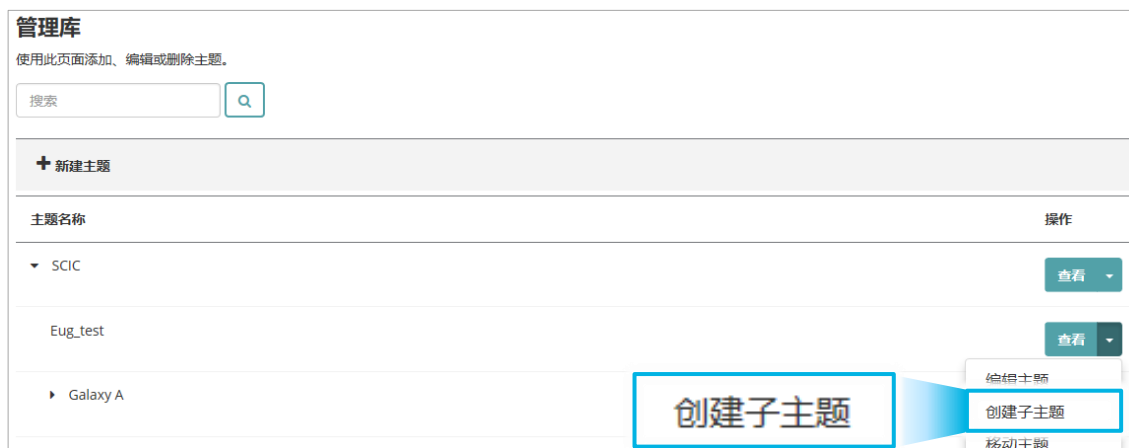 管理库
使用此页面添加、编辑或删除主题。
搜索
新建主题
主题名称 操作
SCIC 查看
Eug_test 查看
编辑主题
Galaxy A 创建子主题 创建子主题
移动主题